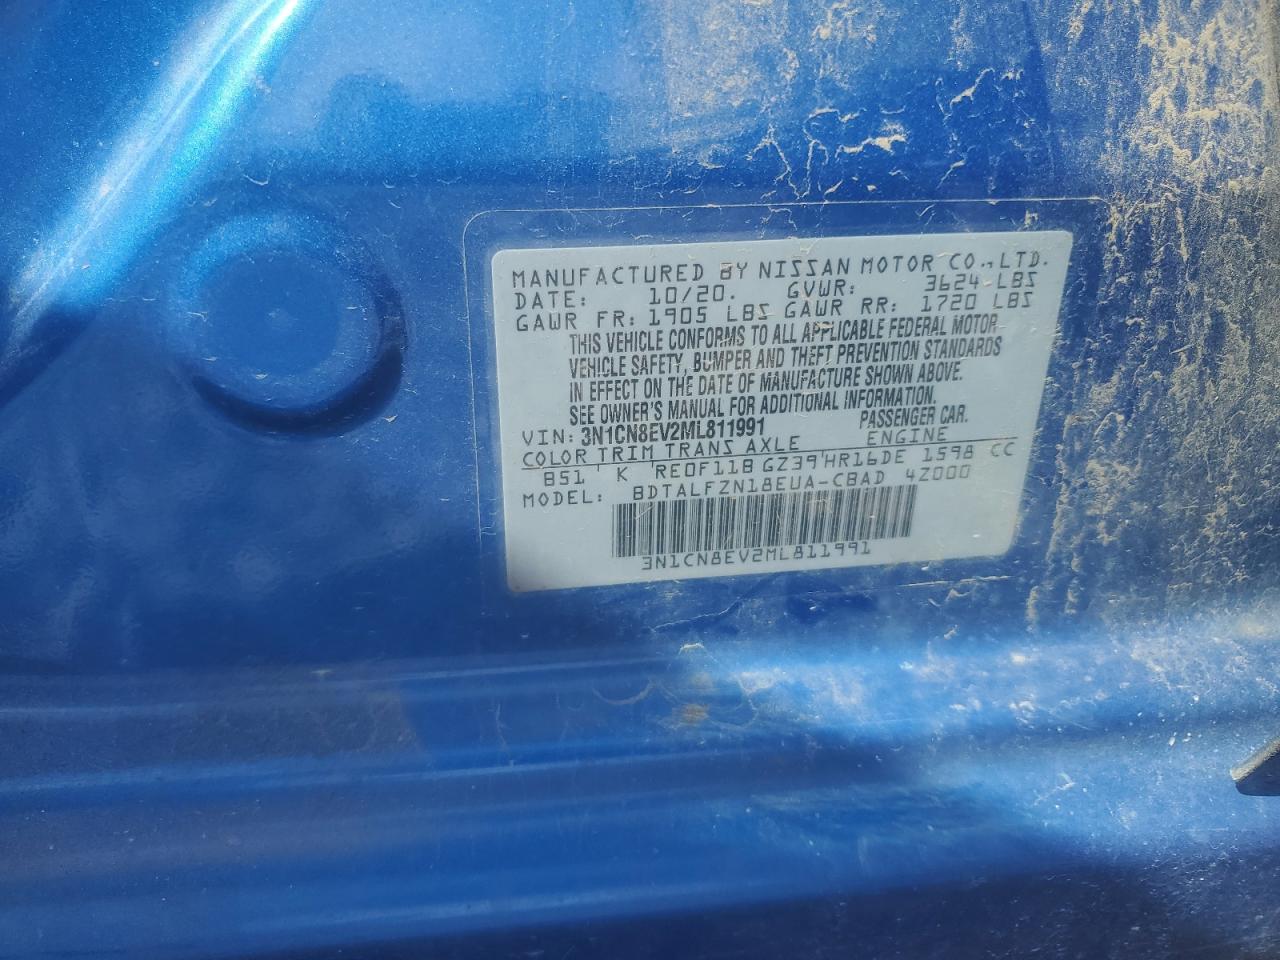 MANUFACTURED BY NISSAN MOTOR CO.,LTD.
DATE: 10/20. GVWR: 3624 LBS
GAWR FR: 1905 LBS GAWR RR: 1720 LBS
THIS VEHICLE CONFORMS TO ALL APPLICABLE FEDERAL MOTOR
VEHICLE SAFETY, BUMPER AND THEFT PREVENTION STANDARDS
IN EFFECT ON THE DATE OF MANUFACTURE SHOWN ABOVE.
SEE OWNER'S MANUAL FOR ADDITIONAL INFORMATION.
VIN: 3N1CN8EV2ML811991 PASSENGER CAR.
COLOR TRIM TRANS AXLE ENGINE
B51 K RE0F11B GZ39 HR16DE 1598 CC
MODEL: BDTALFZN18EUA-CBAD 4Z000
3N1CN8EV2ML811991